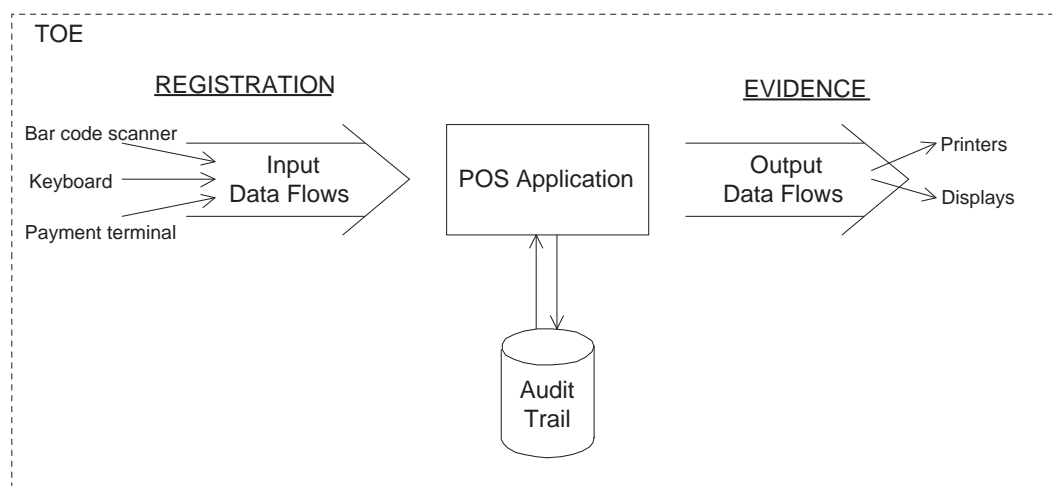 TOE
REGISTRATION
EVIDENCE
Bar code scanner
Keyboard
Payment terminal
Input
Data Flows
POS Application
Output
Data Flows
Printers
Displays
Audit
Trail